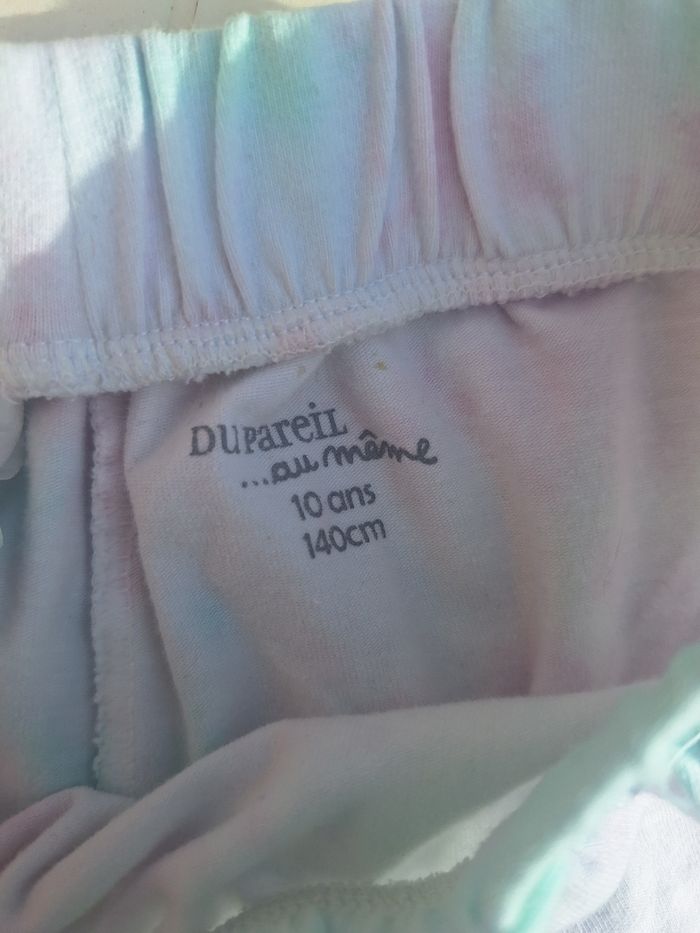 DUPareiL
...au même
10 ans
140cm